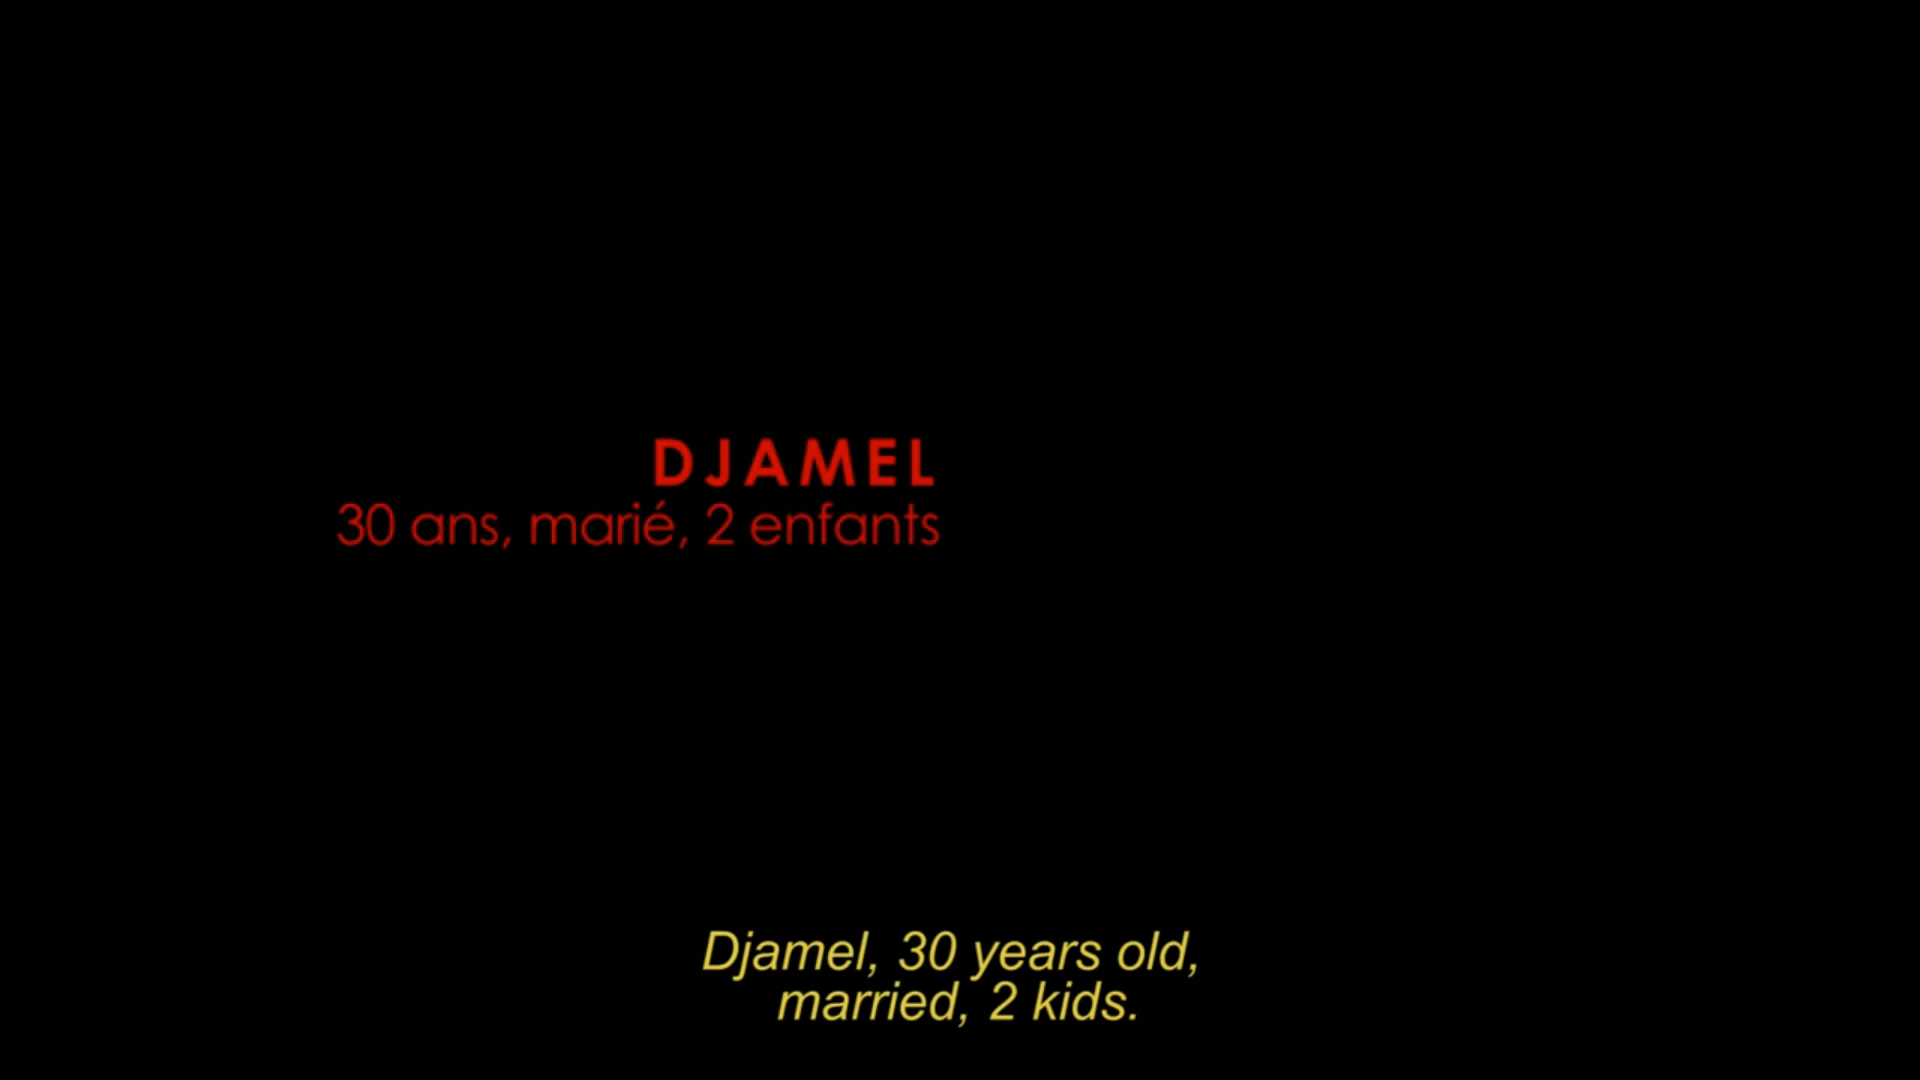 DJAMEL
30 ans, marié, 2 enfants
Djamel, 30 years old,
married, 2 kids.